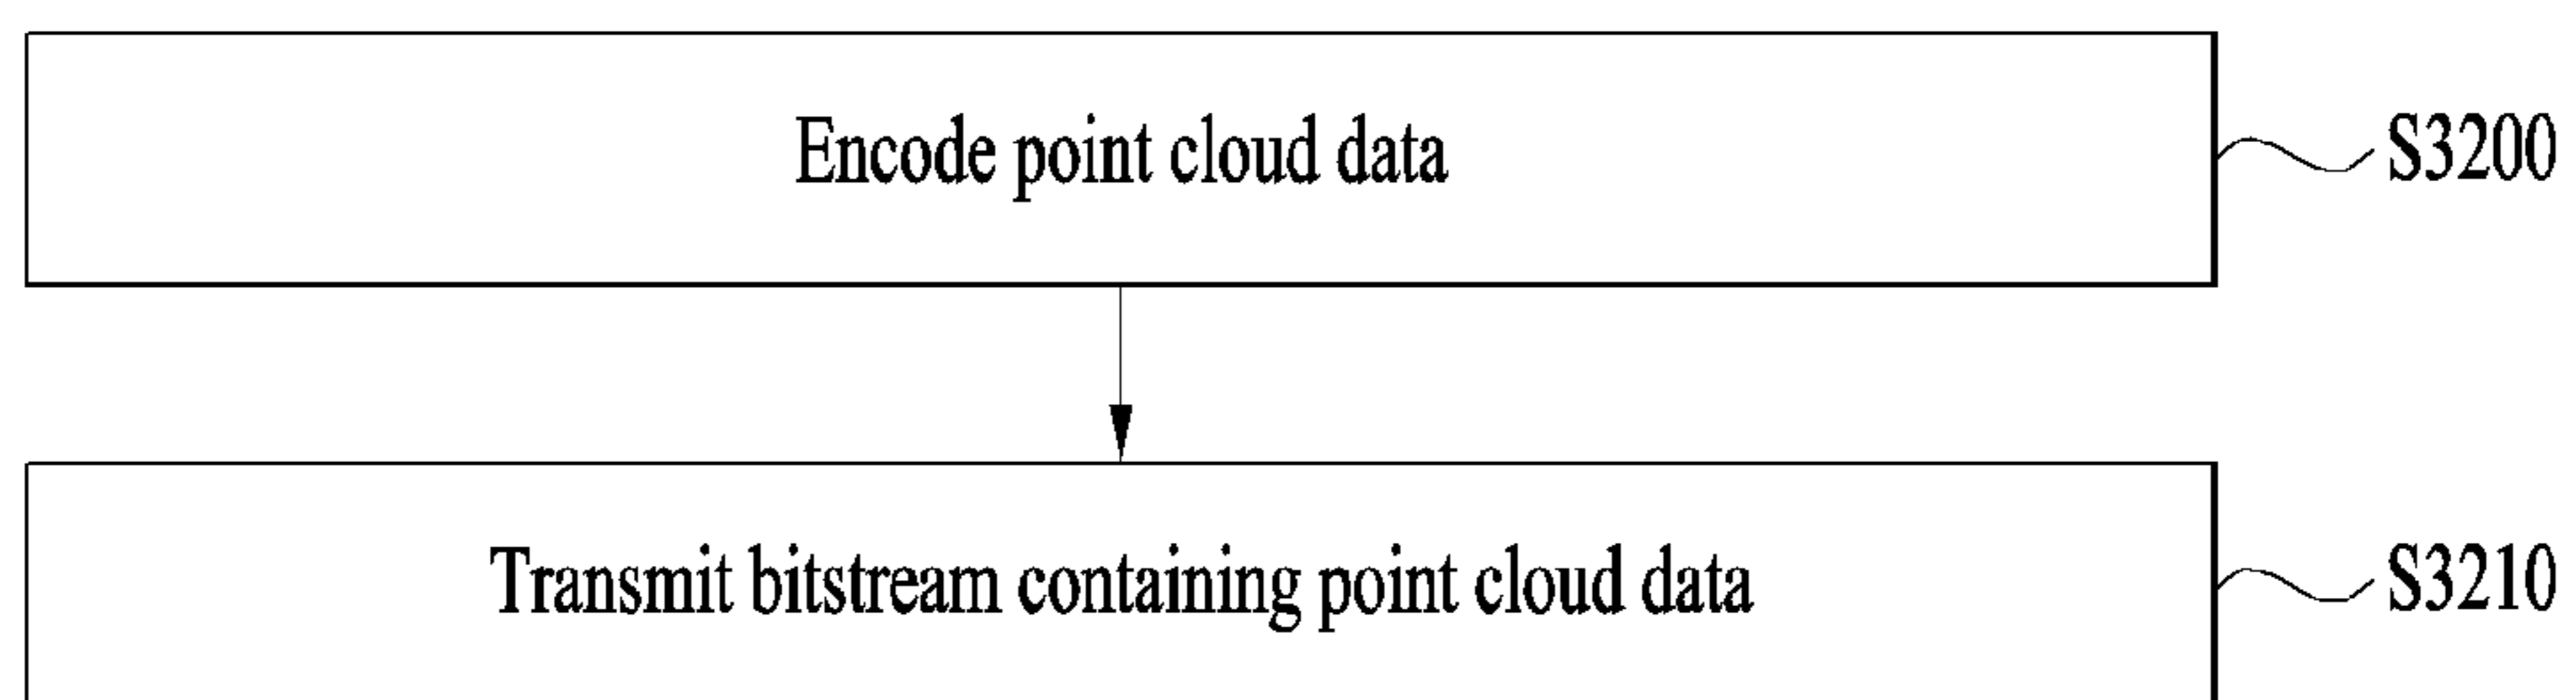 Encode point cloud data
S3200
Transmit bitstream containing point cloud data
S3210